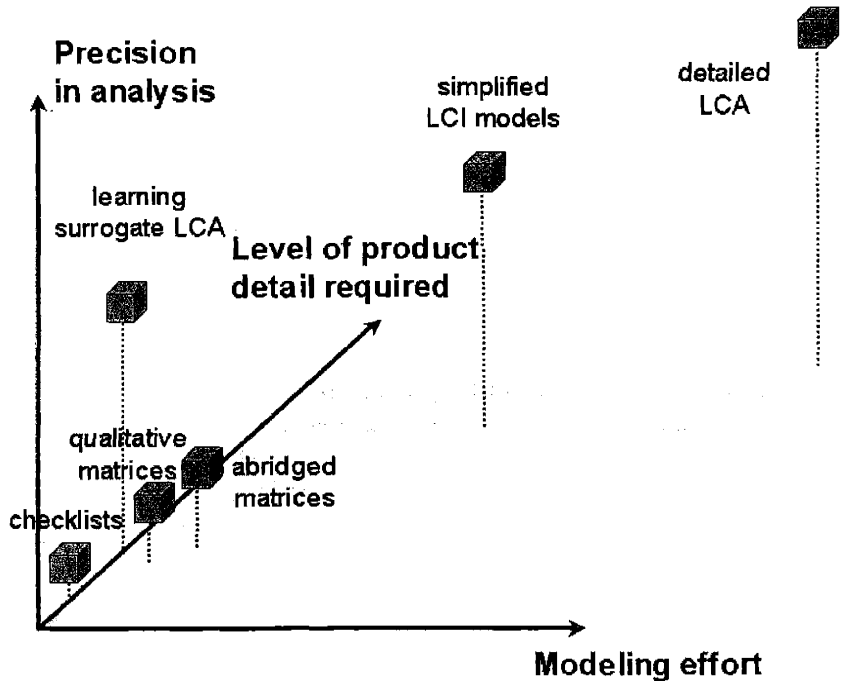 Precision
in analysis
simplified
LCI models
detailed
LCA
learning
surrogate LCA
Level of product
detail required
qualitative
matrices
abridged
matrices
checklists
Modeling effort